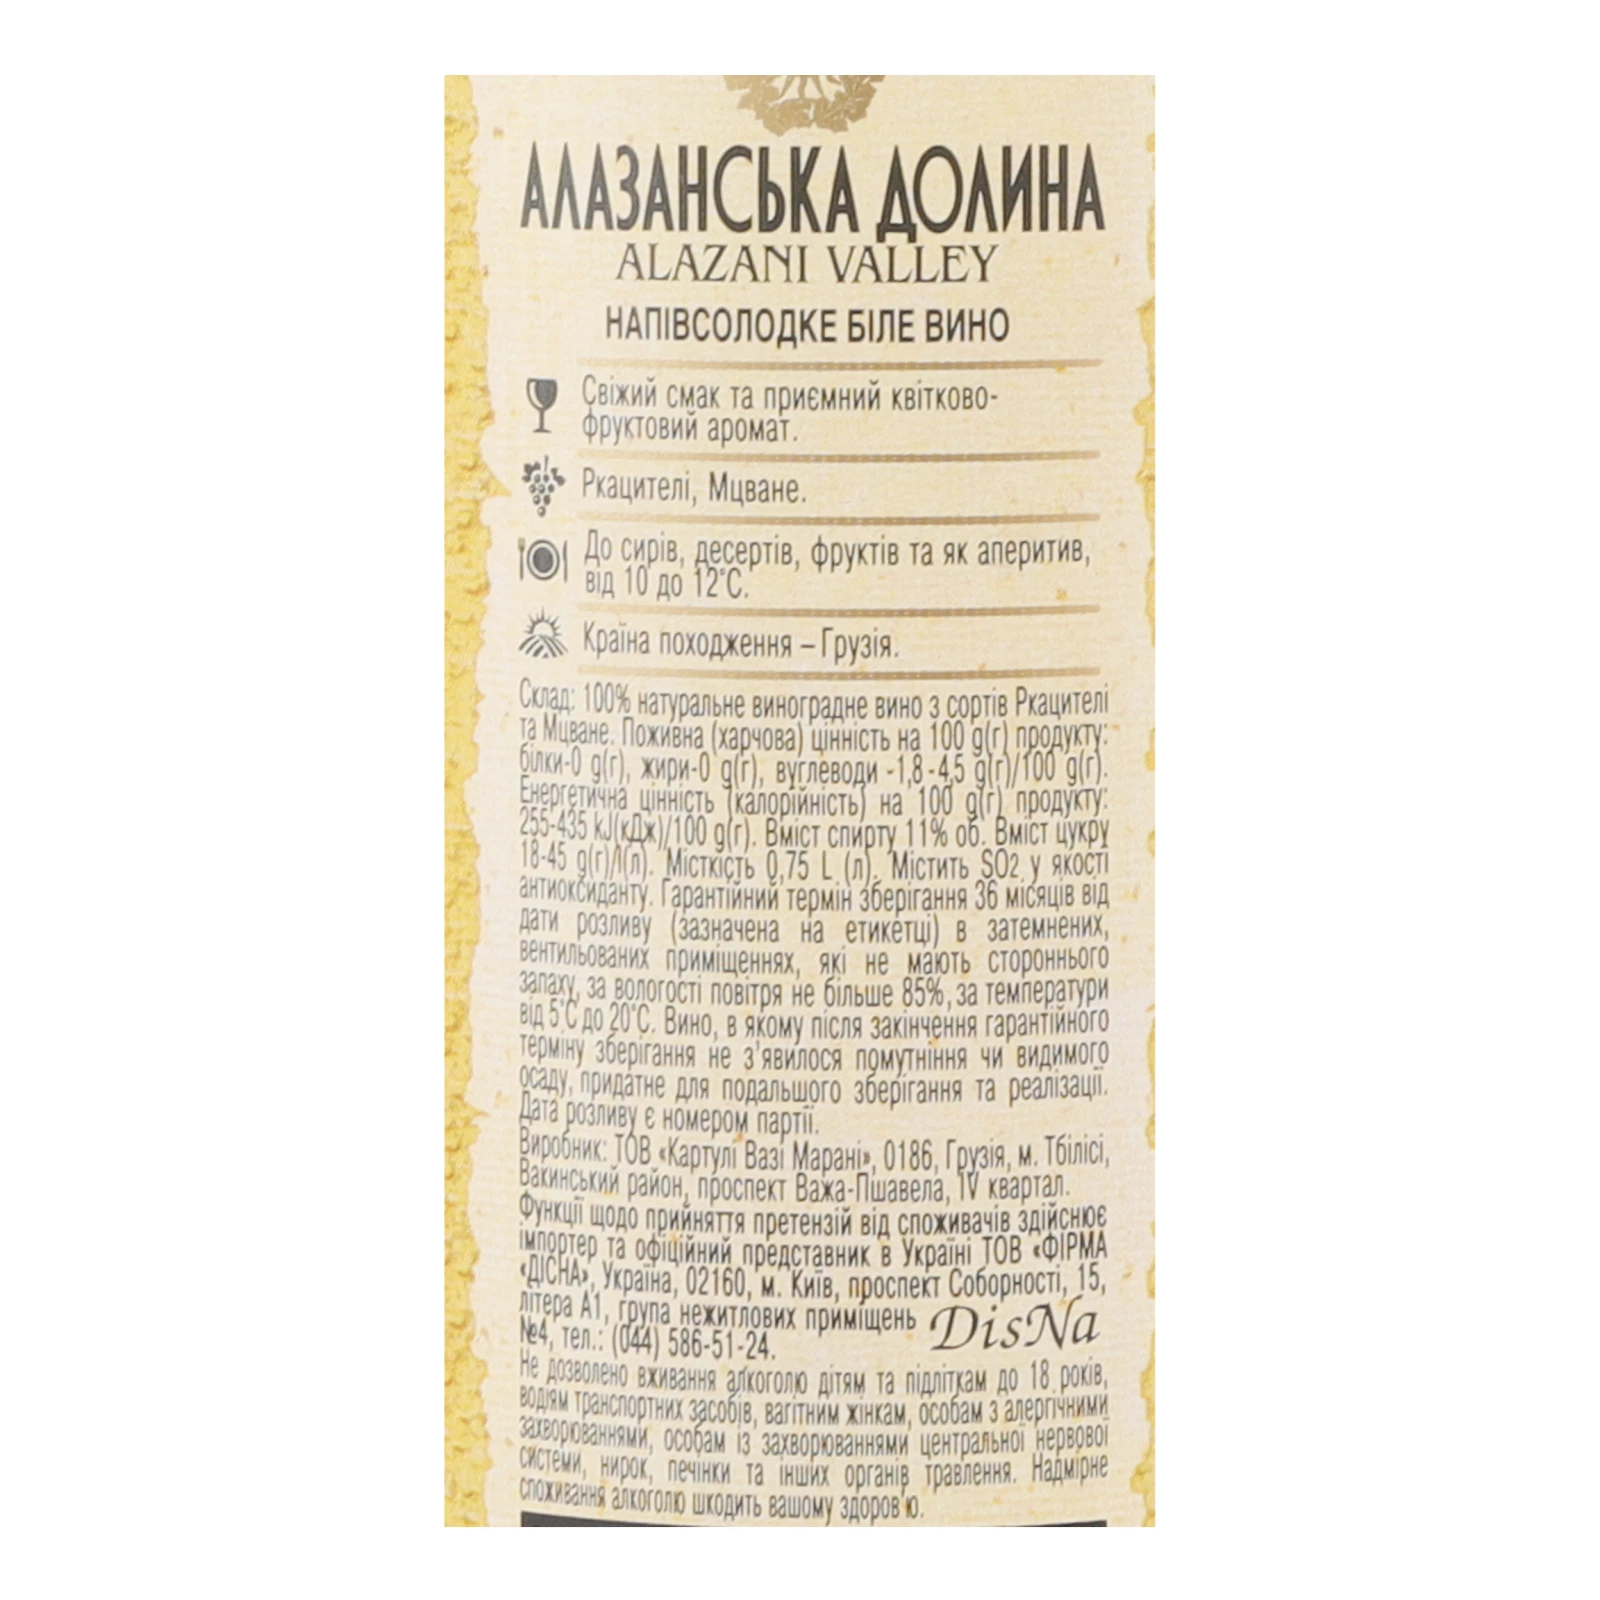 АЛАЗАНСЬКА ДОЛИНА
ALAZANI VALLEY
НАПІВСОЛОДКЕ БІЛЕ ВИНО
Свіжий смак та приємний квітково-
фруктовий аромат.
Ркацителі, Мцване.
До сирів, десертів, фруктів та як аперитив,
від 10 до 12°С.
Країна походження – Грузія.
Склад: 100% натуральне виноградне вино з сортів Ркацителі
та Мцване. Поживна (харчова) цінність на 100 g(г) продукту:
білки-0 g(г), жири-0 g(г), вуглеводи -1,8-4,5 g(г)/100 g(г).
Енергетична цінність (калорійність) на 100 g(г) продукту:
255-435 kJ(кДж)/100 g(г). Вміст спирту 11% об. Вміст цукру
18-45 g(г)/l(л). Місткість 0,75 L (л). Містить SO2 у якості
антиоксиданту. Гарантійний термін зберігання 36 місяців від
дати розливу (зазначена на етикетці) в затемнених,
вентильованих приміщеннях, які не мають стороннього
запаху, за вологості повітря не більше 85%, за температури
від 5°С до 20°С. Вино, в якому після закінчення гарантійного
терміну зберігання не з'явилося помутніння чи видимого
осаду, придатне для подальшого зберігання та реалізації.
Дата розливу є номером партії.
Виробник: ТОВ «Картулі Вазі Марані», 0186, Грузія, м. Тбілісі,
Вакинський район, проспект Важа-Пшавела, IV квартал.
Функції щодо прийняття претензій від споживачів здійснює
імпортер та офіційний представник в Україні ТОВ «ФІРМА
«ДІСНА», Україна, 02160, м. Київ, проспект Соборності, 15,
літера А1, група нежитлових приміщень
№4, тел.: (044) 586-51-24.
DisNa
Не дозволено вживання алкоголю дітям та підліткам до 18 років,
водіям транспортних засобів, вагітним жінкам, особам з алергічними
захворюваннями, особам із захворюваннями центральної нервової
системи, нирок, печінки та інших органів травлення. Надмірне
споживання алкоголю шкодить вашому здоров'ю.